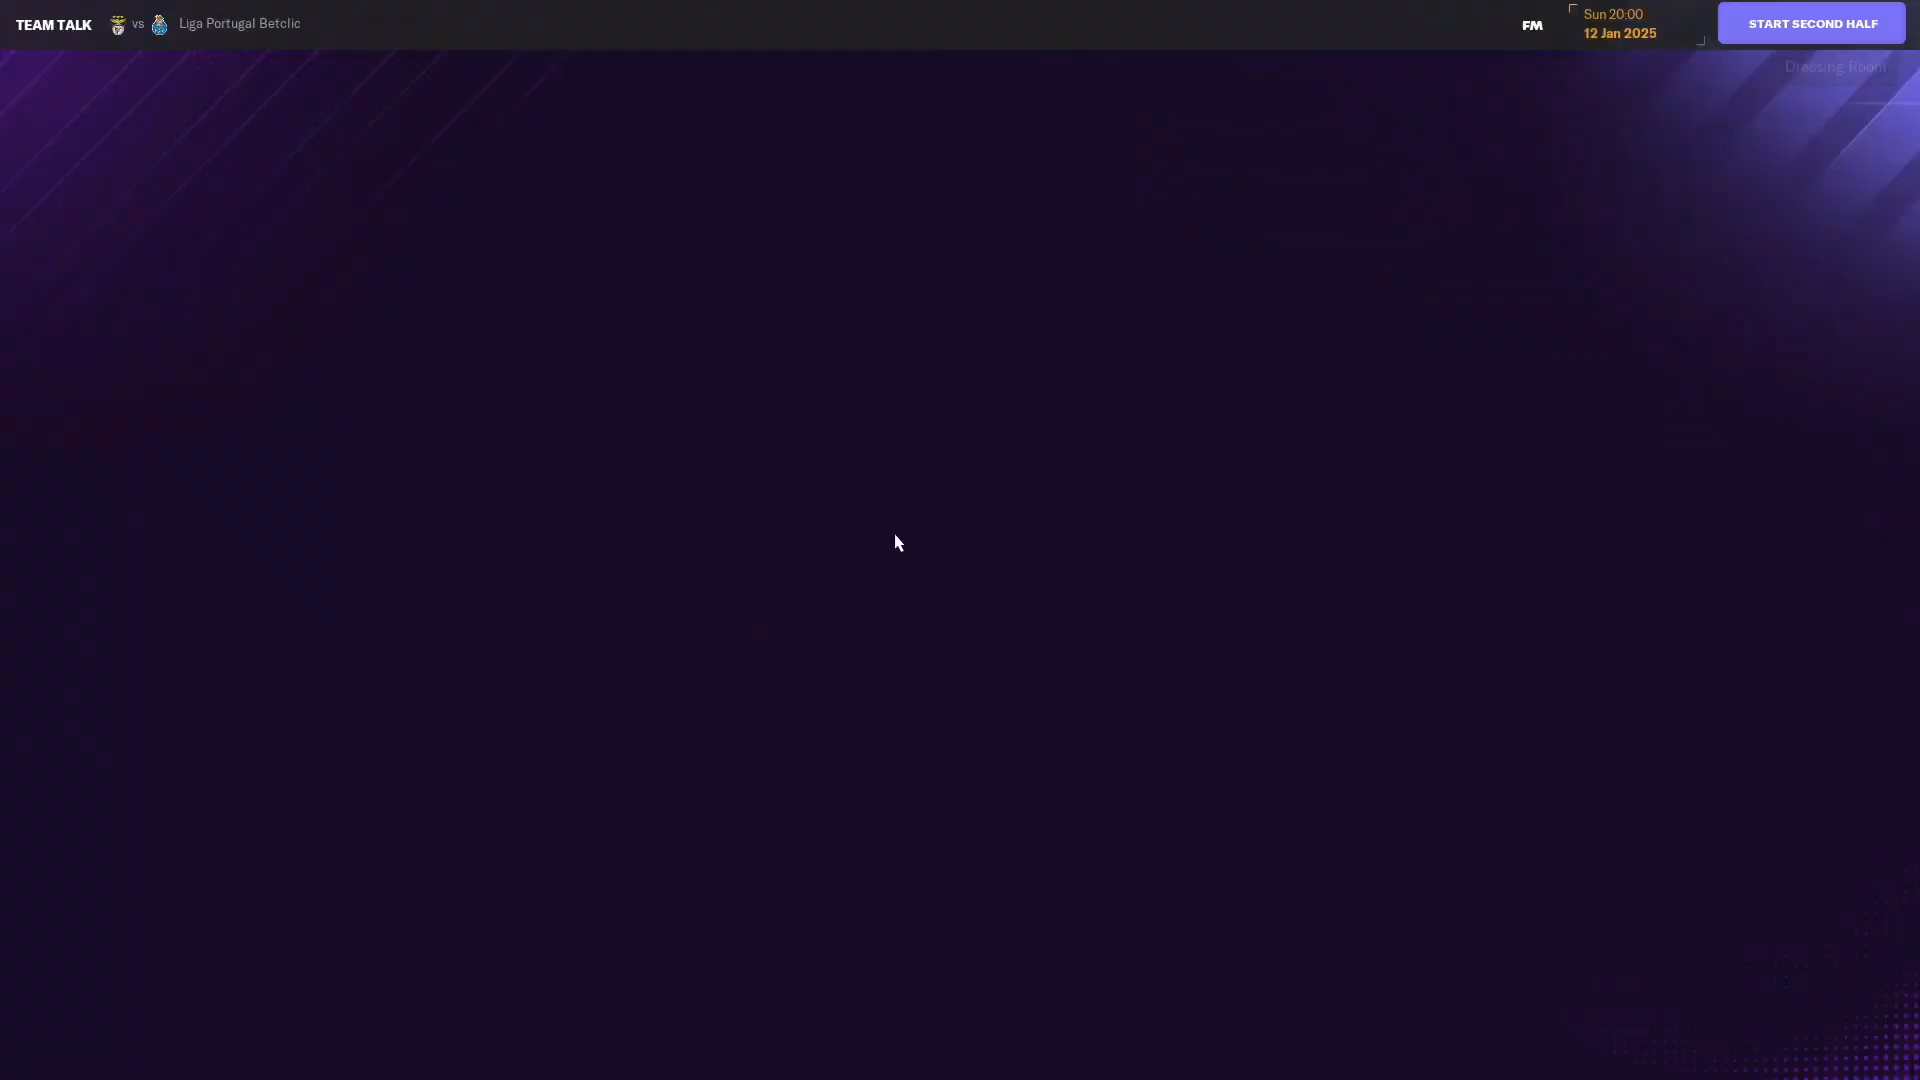 TEAM TALK vs Liga Portugal Betclic
FM
Sun 20:00
12 Jan 2025
START SECOND HALF
Dressing Room